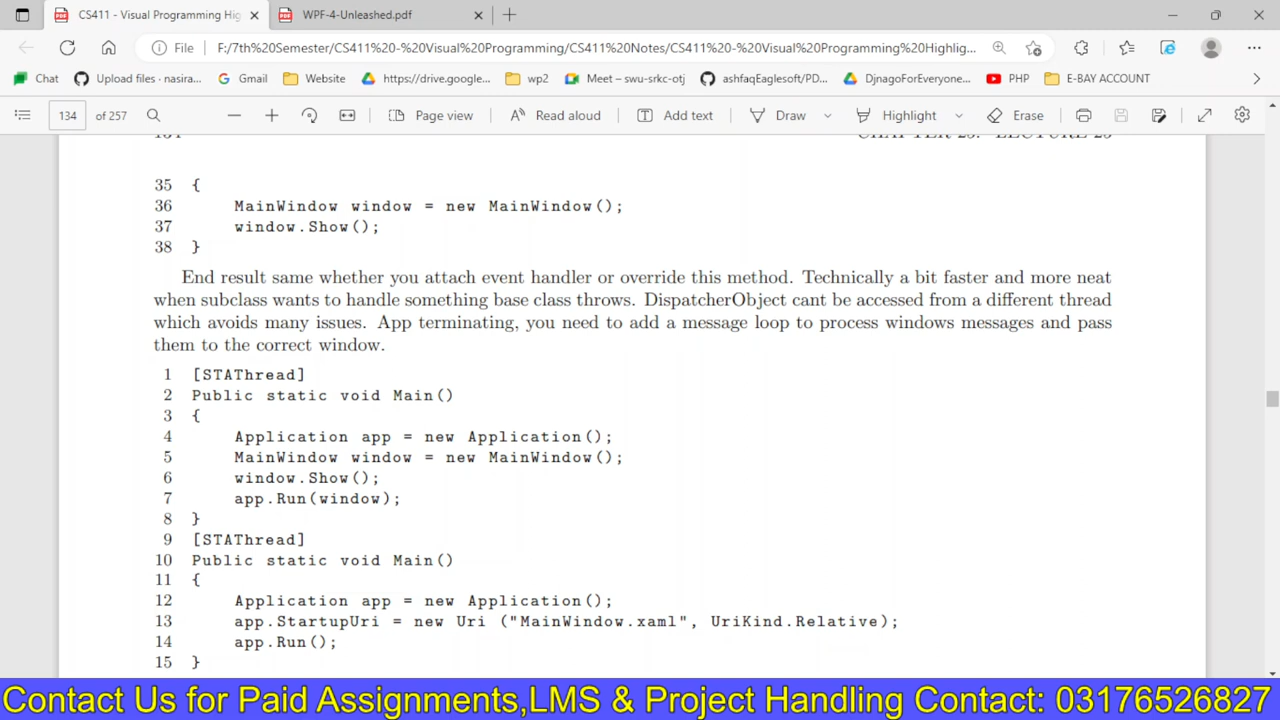 CS411 - Visual Programming Hig
WPF-4-Unleashed.pdf
File
F:/7th%20Semester/CS411%20-%20Visual%20Programming/CS411%20Notes/CS411%20-%20Visual%20Programming%20Highlig...
Chat
Upload files · nasira...
Gmail
Website
https://drive.google...
wp2
Meet – swu-srkc-otj
ashfaqEaglesoft/PD...
DjnagoForEveryone...
PHP
E-BAY ACCOUNT
134 of 257
Page view
Read aloud
Add text
Draw
Highlight
Erase
134 CHAPTER 23. LECTURE 23
35 {
36 MainWindow window = new MainWindow();
37 window.Show();
38 }
End result same whether you attach event handler or override this method. Technically a bit faster and more neat
when subclass wants to handle something base class throws. DispatcherObject cant be accessed from a different thread
which avoids many issues. App terminating, you need to add a message loop to process windows messages and pass
them to the correct window.
1 [STAThread]
2 Public static void Main()
3 {
4 Application app = new Application();
5 MainWindow window = new MainWindow();
6 window.Show();
7 app.Run(window);
8 }
9 [STAThread]
10 Public static void Main()
11 {
12 Application app = new Application();
13 app.StartupUri = new Uri ("MainWindow.xaml", UriKind.Relative);
14 app.Run();
15 }
Contact Us for Paid Assignments,LMS & Project Handling Contact: 03176526827